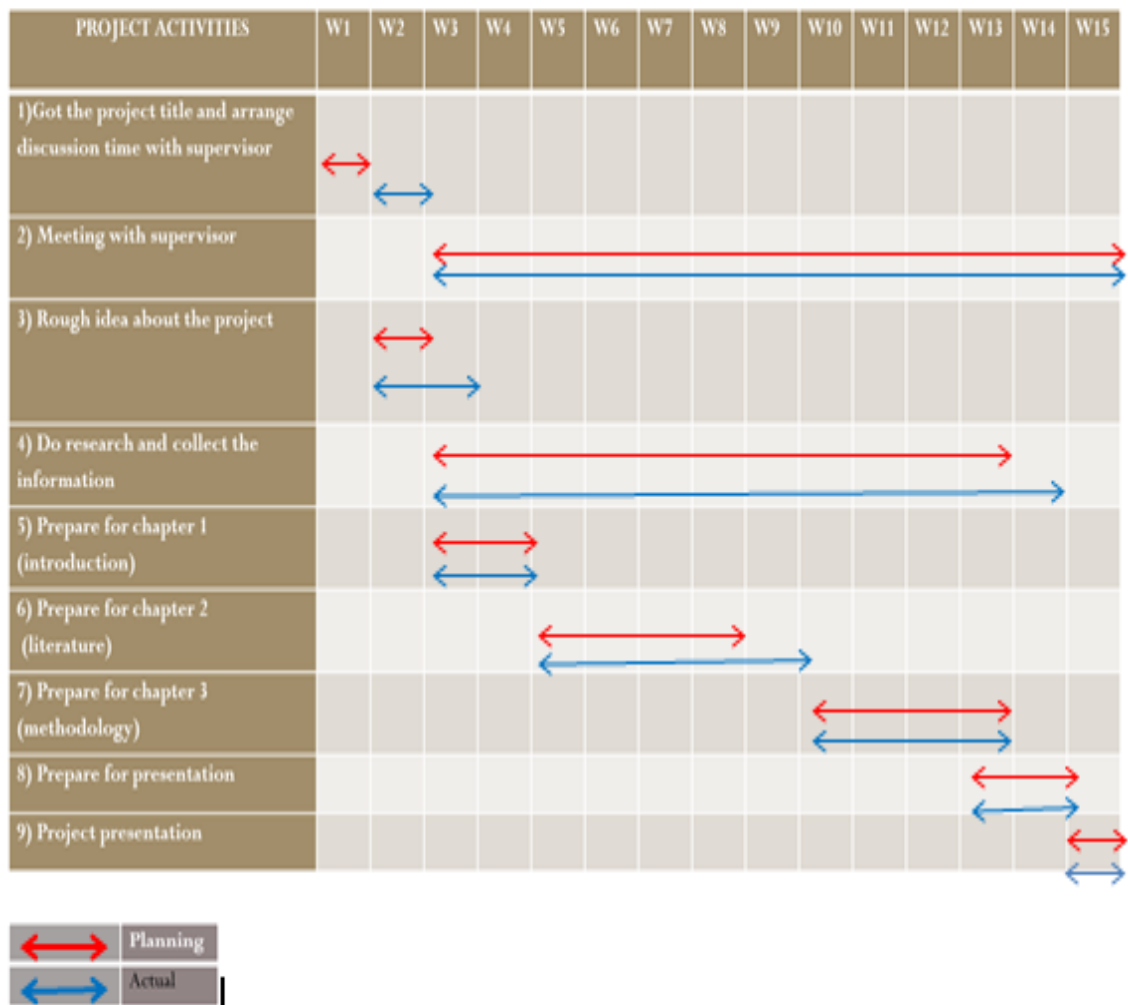 PROJECT ACTIVITIES W1 W2 W3 W4 W5 W6 W7 W8 W9 W10 W11 W12 W13 W14 W15
1)Got the project title and arrange
discussion time with supervisor
2) Meeting with supervisor
3) Rough idea about the project
4) Do research and collect the
information
5) Prepare for chapter 1
(introduction)
6) Prepare for chapter 2
(literature)
7) Prepare for chapter 3
(methodology)
8) Prepare for presentation
9) Project presentation
Planning
Actual